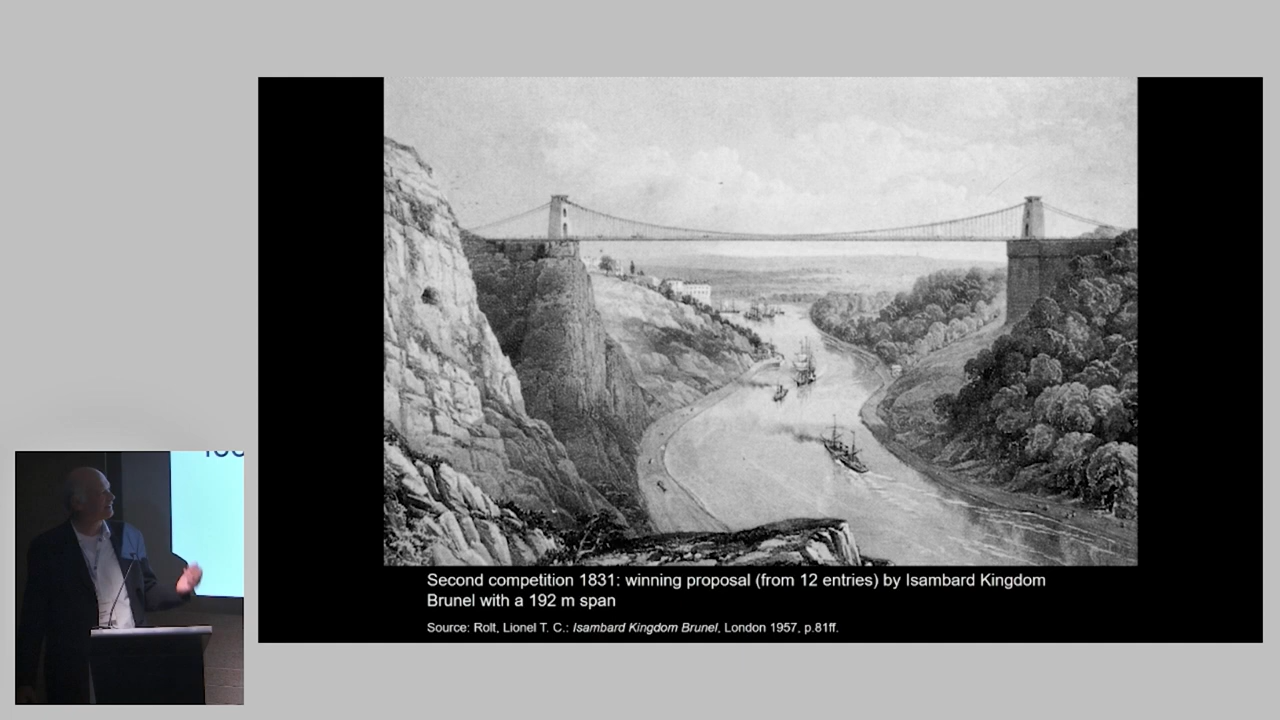 Second competition 1831: winning proposal (from 12 entries) by Isambard Kingdom
Brunel with a 192 m span
Source: Rolt, Lionel T. C.: Isambard Kingdom Brunel, London 1957, p.81ff.